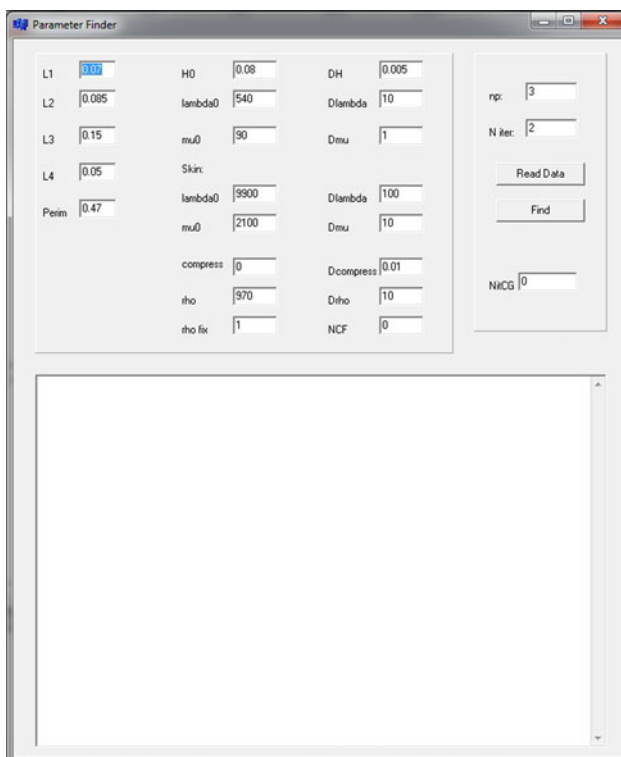 Parameter Finder
L1 0.07 H0 0.08 DH 0.005
L2 0.085 lambda0 540 Dlambda 10
L3 0.15 mu0 90 Dmu 1
L4 0.05 Skin:
Perim 0.47 lambda0 9900 Dlambda 100
mu0 2100 Dmu 10
compress 0 Dcompress 0.01
rho 970 Drho 10
rho fix 1 NCF 0
np: 3
N iter: 2
Read Data
Find
NitCG 0